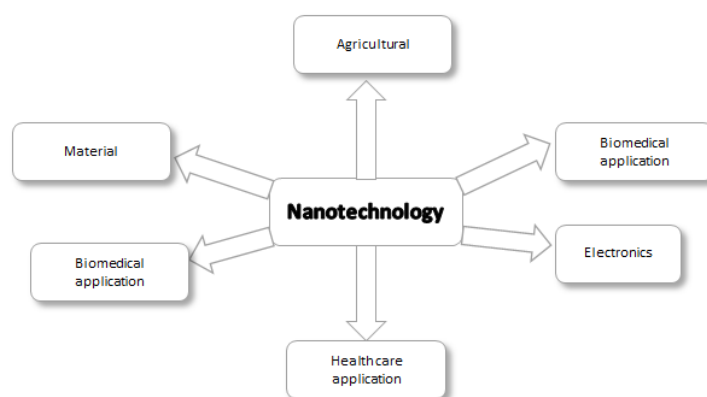 Agricultural
Material
Biomedical
application
Nanotechnology
Biomedical
application
Electronics
Healthcare
application